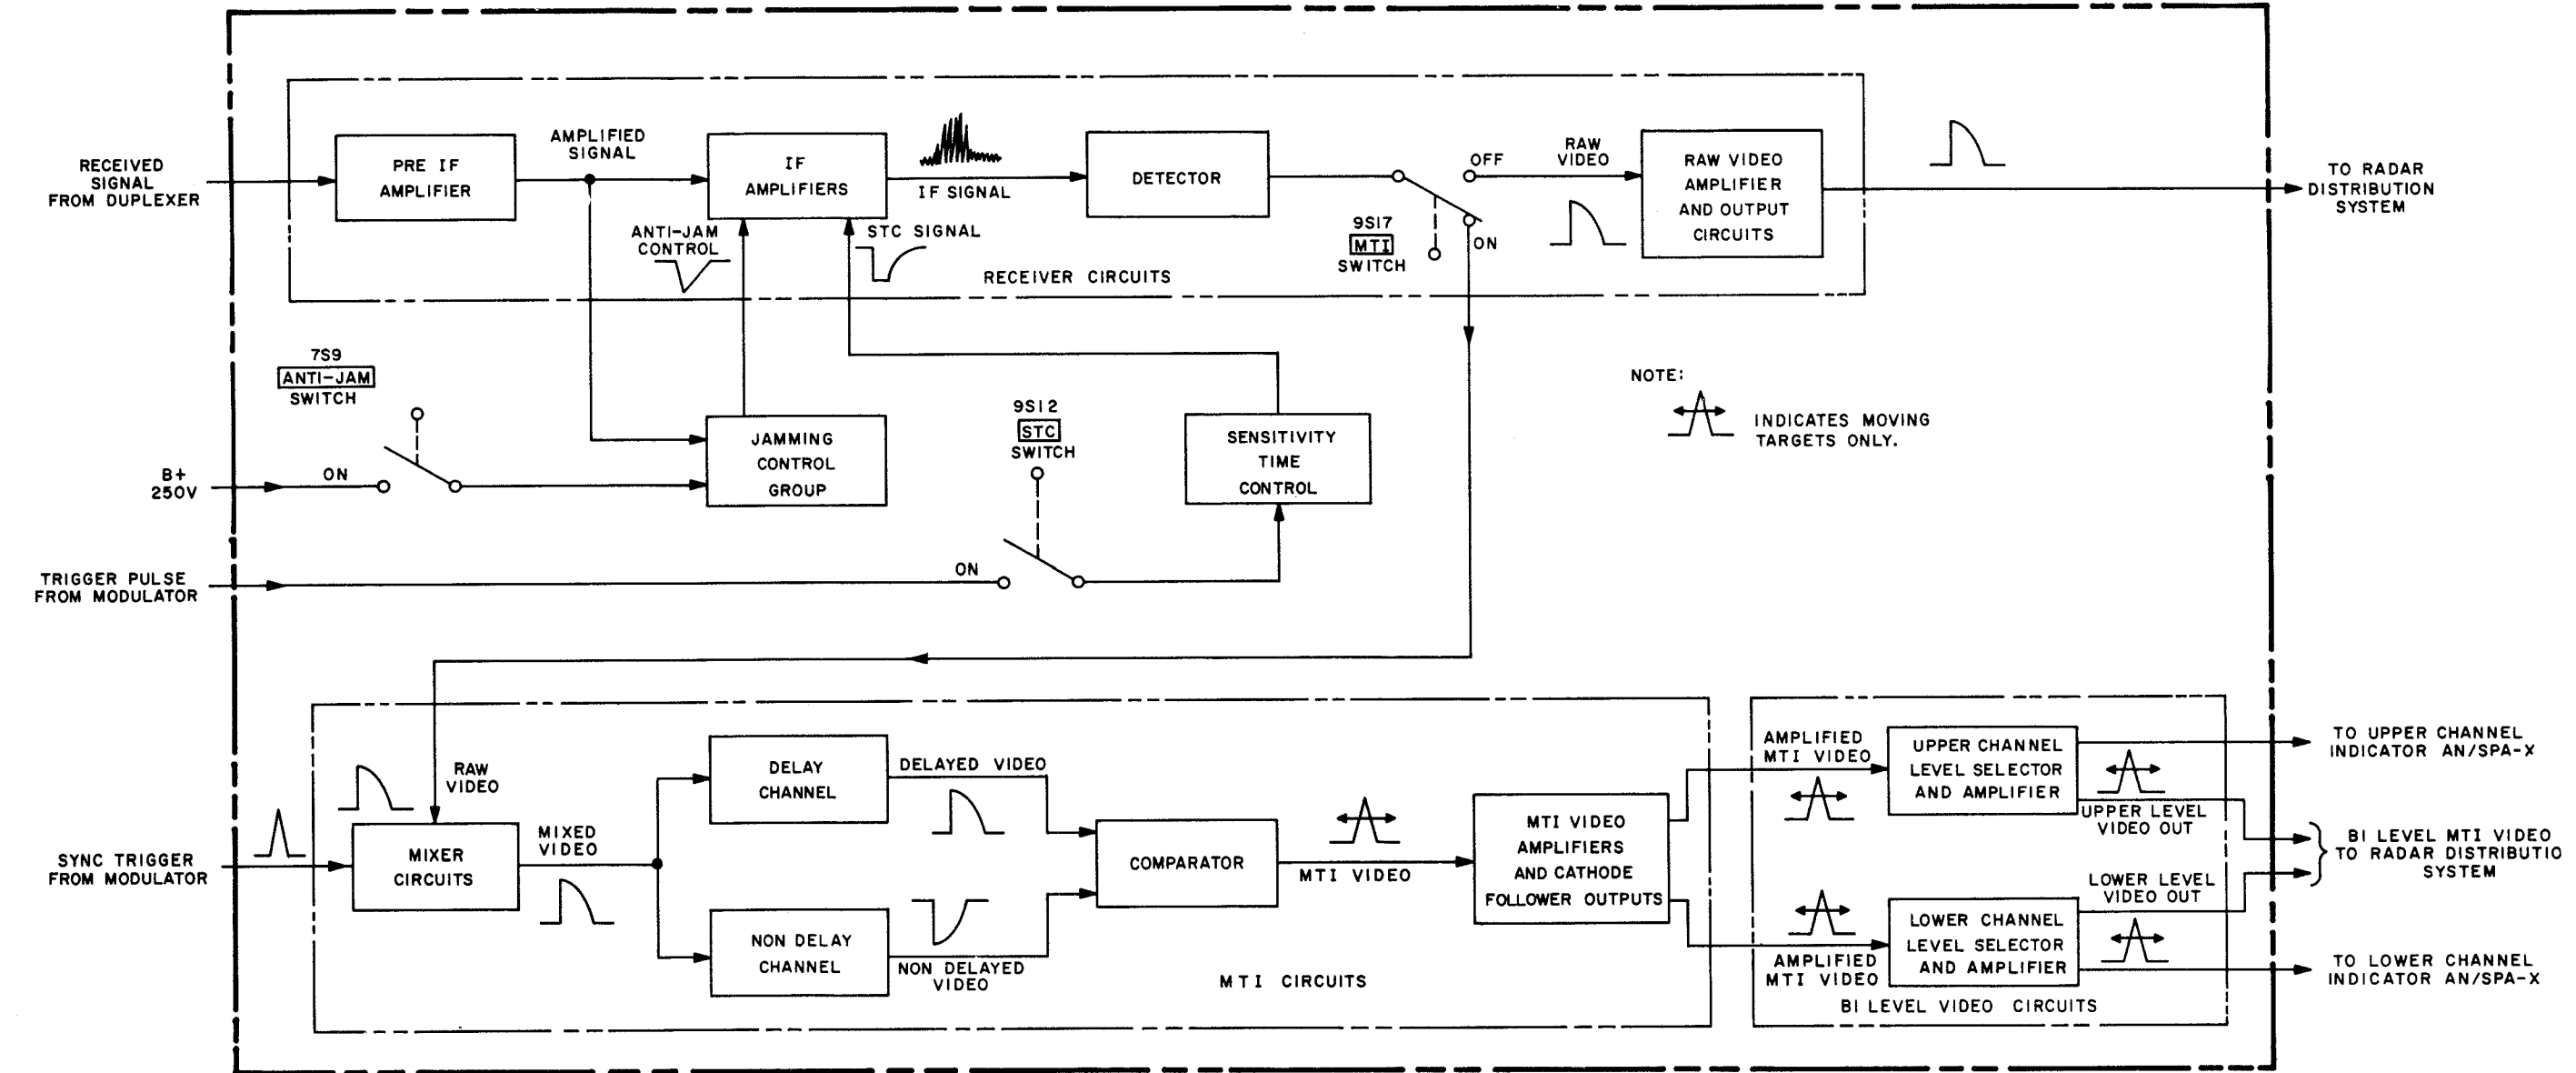 RECEIVED
SIGNAL
FROM DUPLEXER
PRE IF
AMPLIFIER
AMPLIFIED
SIGNAL
IF
AMPLIFIERS
IF SIGNAL
DETECTOR
OFF
ON
9S17
MTI
SWITCH
RAW
VIDEO
RAW VIDEO
AMPLIFIER
AND OUTPUT
CIRCUITS
TO RADAR
DISTRIBUTION
SYSTEM
ANTI-JAM
CONTROL
STC SIGNAL
RECEIVER CIRCUITS
7S9
ANTI-JAM
SWITCH
B+
250V
ON
JAMMING
CONTROL
GROUP
9S12
STC
SWITCH
SENSITIVITY
TIME
CONTROL
NOTE:
INDICATES MOVING
TARGETS ONLY.
TRIGGER PULSE
FROM MODULATOR
ON
SYNC TRIGGER
FROM MODULATOR
RAW
VIDEO
MIXER
CIRCUITS
MIXED
VIDEO
DELAY
CHANNEL
DELAYED VIDEO
NON DELAY
CHANNEL
NON DELAYED
VIDEO
COMPARATOR
MTI VIDEO
MTI VIDEO
AMPLIFIERS
AND CATHODE
FOLLOWER OUTPUTS
MTI CIRCUITS
AMPLIFIED
MTI VIDEO
UPPER CHANNEL
LEVEL SELECTOR
AND AMPLIFIER
UPPER LEVEL
VIDEO OUT
AMPLIFIED
MTI VIDEO
LOWER CHANNEL
LEVEL SELECTOR
AND AMPLIFIER
LOWER LEVEL
VIDEO OUT
BI LEVEL VIDEO CIRCUITS
TO UPPER CHANNEL
INDICATOR AN/SPA-X
BI LEVEL MTI VIDEO
TO RADAR DISTRIBUTIO
SYSTEM
TO LOWER CHANNEL
INDICATOR AN/SPA-X